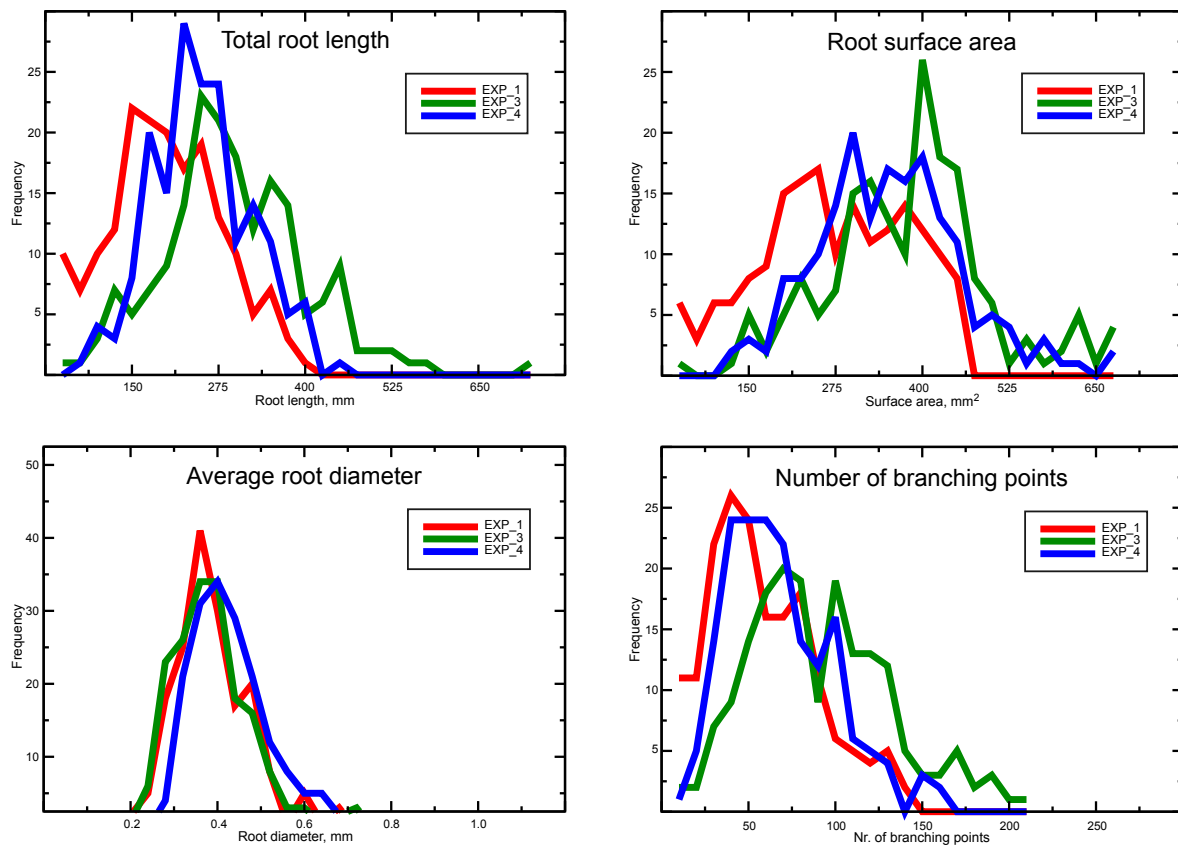 Total root length
25
20
15
10
5
Frequency
EXP_1
EXP_3
EXP_4
150
275
400
525
650
Root length, mm
Root surface area
25
20
15
10
5
Frequency
EXP_1
EXP_3
EXP_4
150
275
400
525
650
Surface area, mm2
Average root diameter
50
40
30
20
10
Frequency
EXP_1
EXP_3
EXP_4
0.2
0.4
0.6
0.8
1.0
Root diameter, mm
Number of branching points
25
20
15
10
5
Frequency
EXP_1
EXP_3
EXP_4
50
100
150
200
250
Nr. of branching points